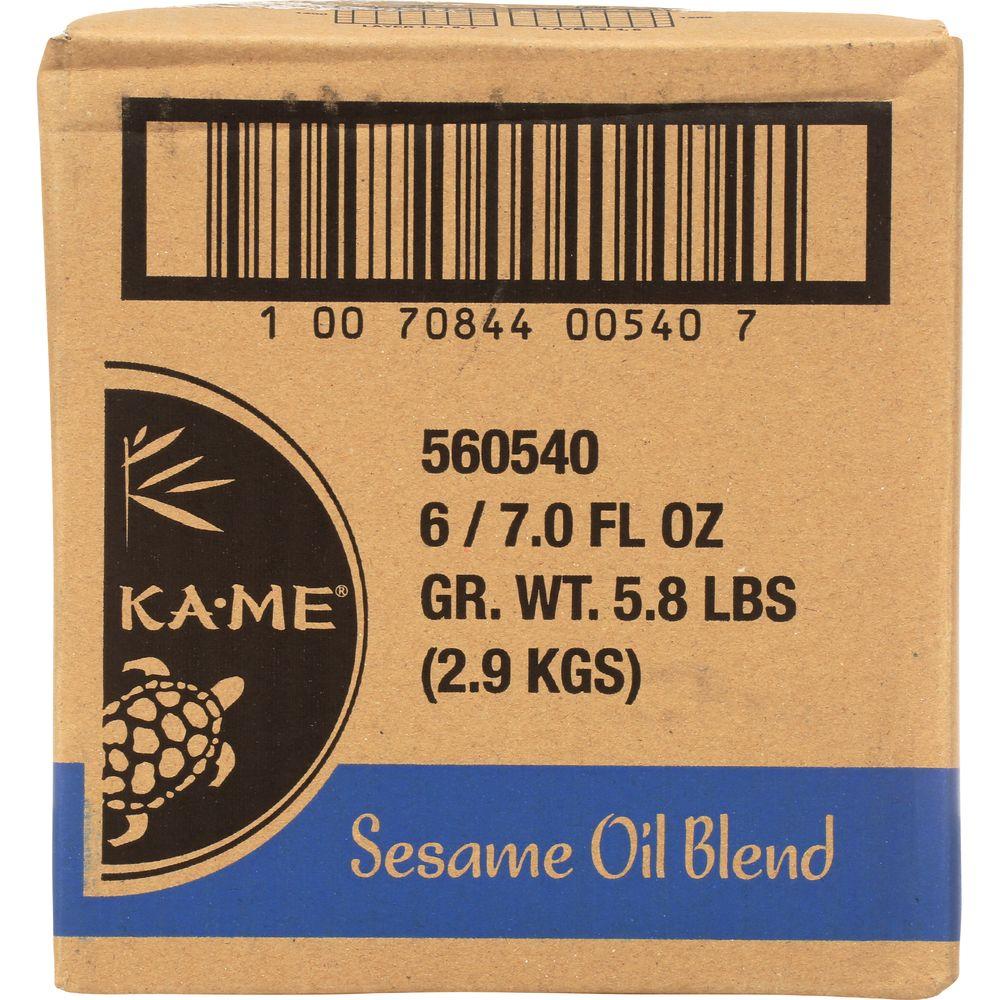 1 00 70844 00540 7
560540
6 / 7.0 FL OZ
GR. WT. 5.8 LBS
(2.9 KGS)
KA·ME®
Sesame Oil Blend